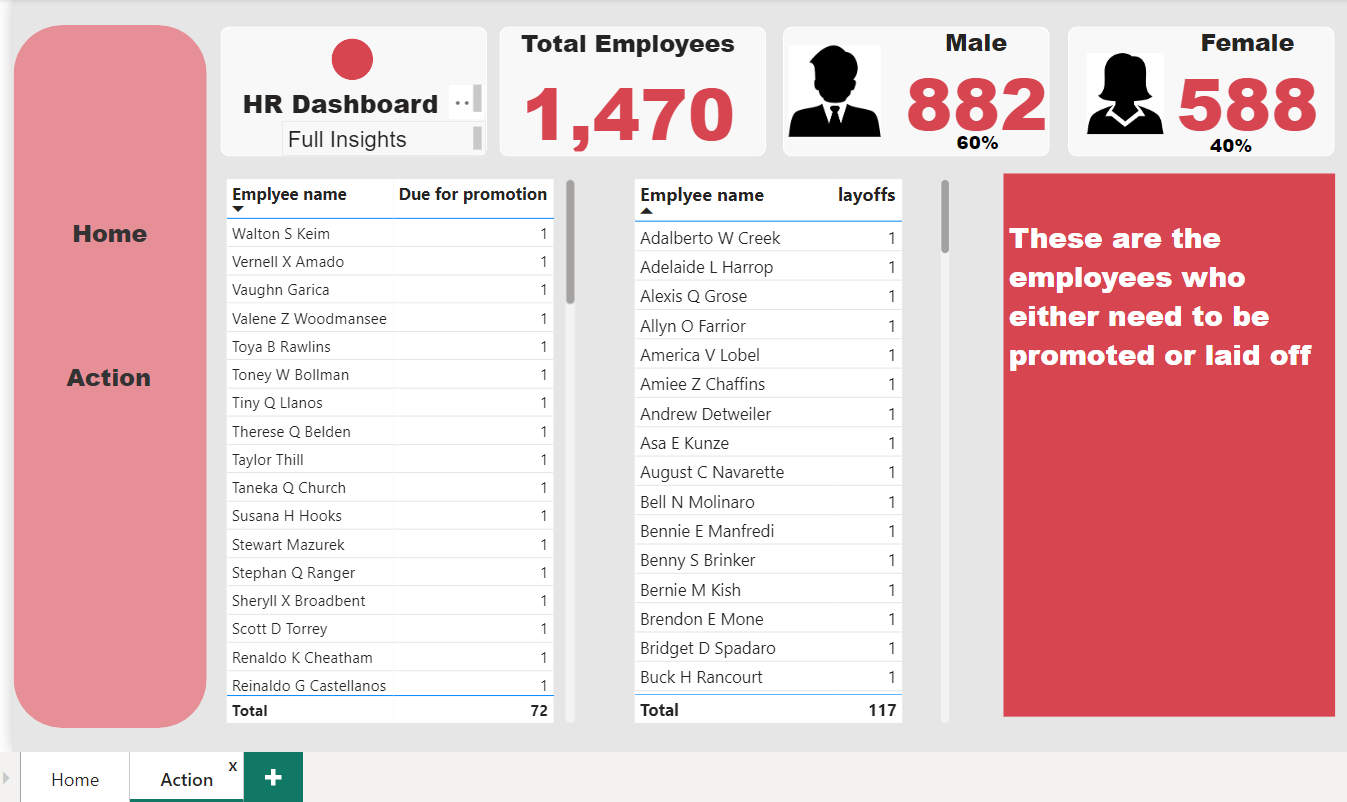 Home
Action
HR Dashboard
Full Insights
Total Employees
1,470
Male
882
60%
Female
588
40%
Emplyee name Due for promotion
Walton S Keim 1
Vernell X Amado 1
Vaughn Garica 1
Valene Z Woodmansee 1
Toya B Rawlins 1
Toney W Bollman 1
Tiny Q Llanos 1
Therese Q Belden 1
Taylor Thill 1
Taneka Q Church 1
Susana H Hooks 1
Stewart Mazurek 1
Stephan Q Ranger 1
Sheryll X Broadbent 1
Scott D Torrey 1
Renaldo K Cheatham 1
Reinaldo G Castellanos 1
Total 72
Emplyee name layoffs
Adalberto W Creek 1
Adelaide L Harrop 1
Alexis Q Grose 1
Allyn O Farrior 1
America V Lobel 1
Amiee Z Chaffins 1
Andrew Detweiler 1
Asa E Kunze 1
August C Navarette 1
Bell N Molinaro 1
Bennie E Manfredi 1
Benny S Brinker 1
Bernie M Kish 1
Brendon E Mone 1
Bridget D Spadaro 1
Buck H Rancourt 1
Total 117
These are the
employees who
either need to be
promoted or laid off
Home
Action x
+